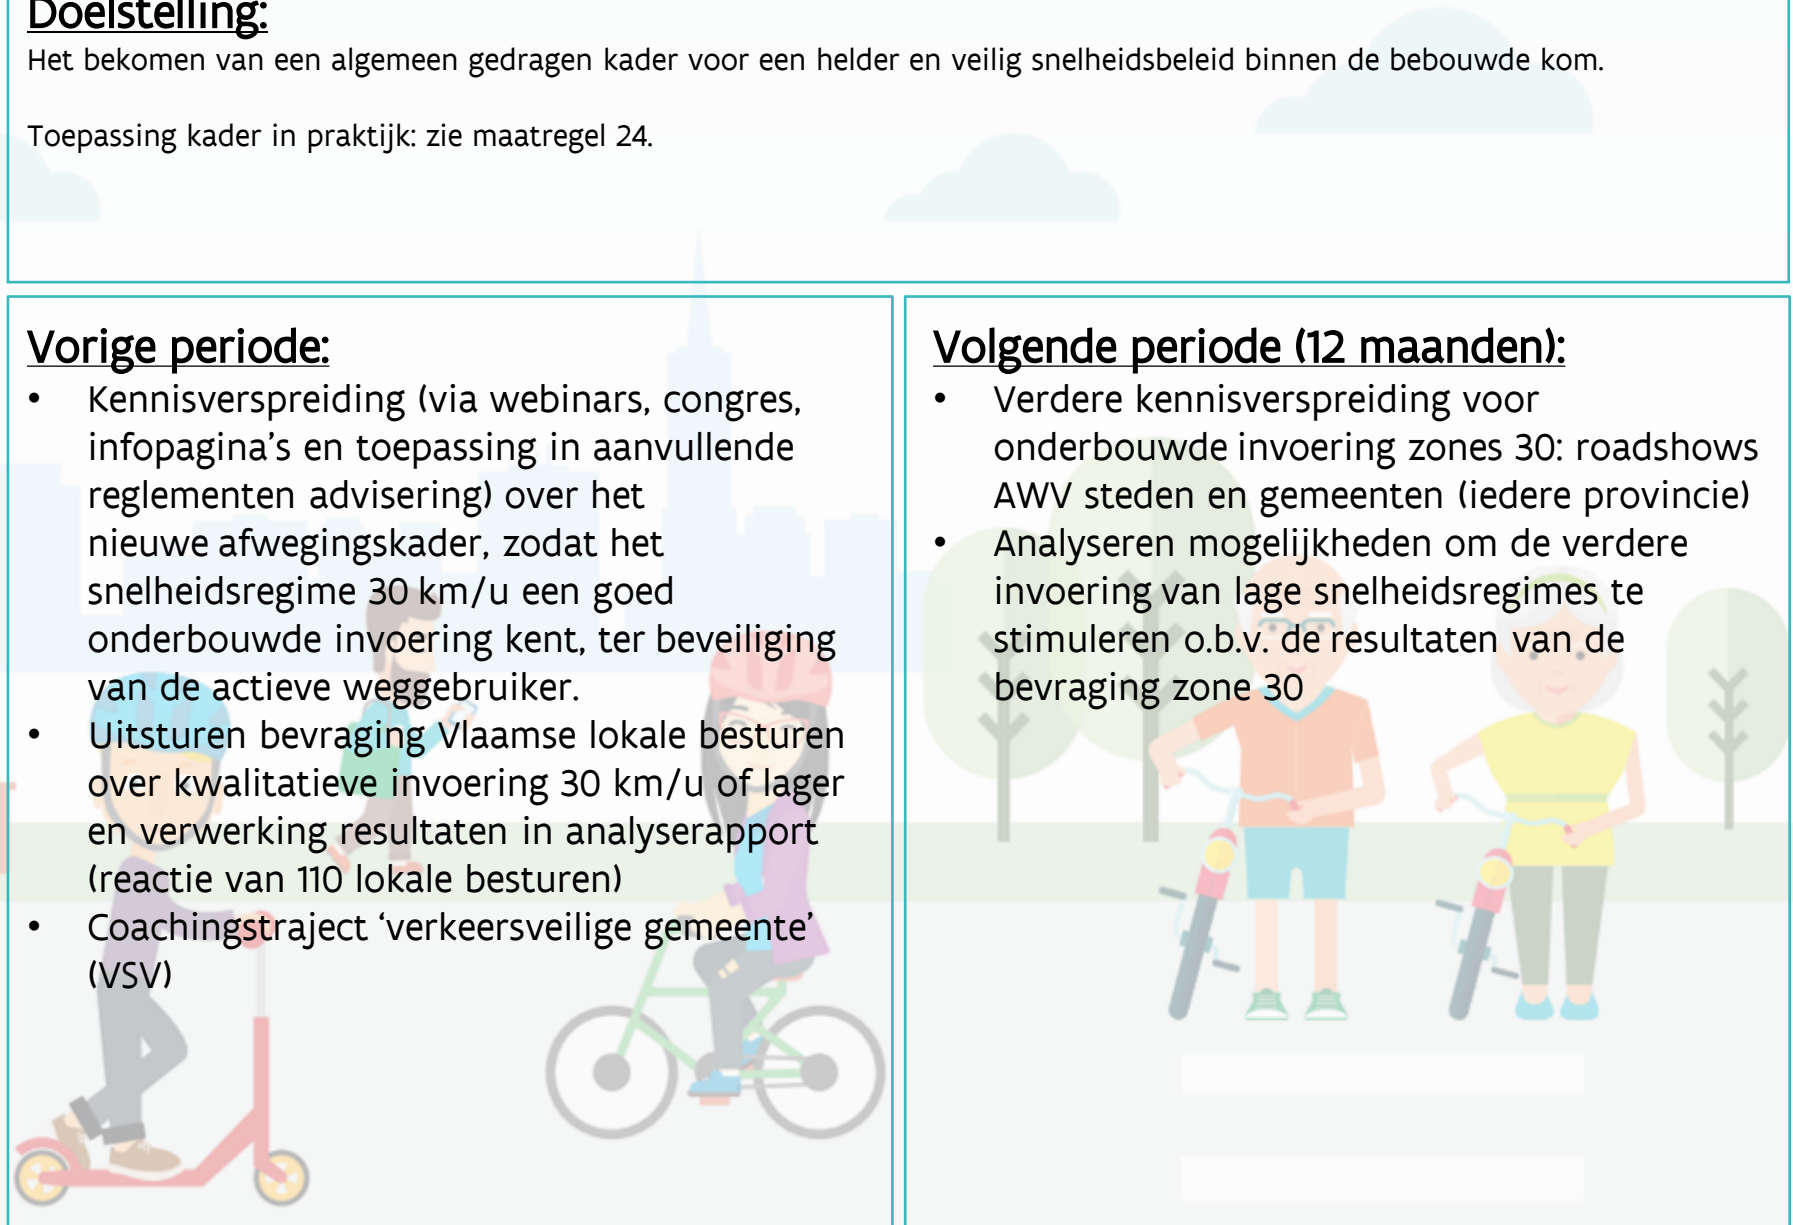 Doelstelling:
Het bekomen van een algemeen gedragen kader voor een helder en veilig snelheidsbeleid binnen de bebouwde kom.
Toepassing kader in praktijk: zie maatregel 24.
Vorige periode:
• Kennisverspreiding (via webinars, congres,
infopagina’s en toepassing in aanvullende
reglementen advisering) over het
nieuwe afwegingskader, zodat het
snelheidsregime 30 km/u een goed
onderbouwde invoering kent, ter beveiliging
van de actieve weggebruiker.
• Uitsturen bevraging Vlaamse lokale besturen
over kwalitatieve invoering 30 km/u of lager
en verwerking resultaten in analyserapport
(reactie van 110 lokale besturen)
• Coachingstraject ‘verkeersveilige gemeente’
(VSV)
Volgende periode (12 maanden):
• Verdere kennisverspreiding voor
onderbouwde invoering zones 30: roadshows
AWV steden en gemeenten (iedere provincie)
• Analyseren mogelijkheden om de verdere
invoering van lage snelheidsregimes te
stimuleren o.b.v. de resultaten van de
bevraging zone 30